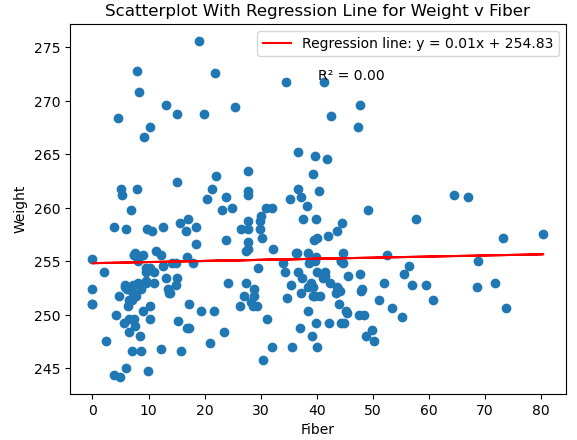 Scatterplot With Regression Line for Weight v Fiber
Regression line: y = 0.01x + 254.83
R² = 0.00
275
270
265
260
255
250
245
Weight
0 10 20 30 40 50 60 70 80
Fiber